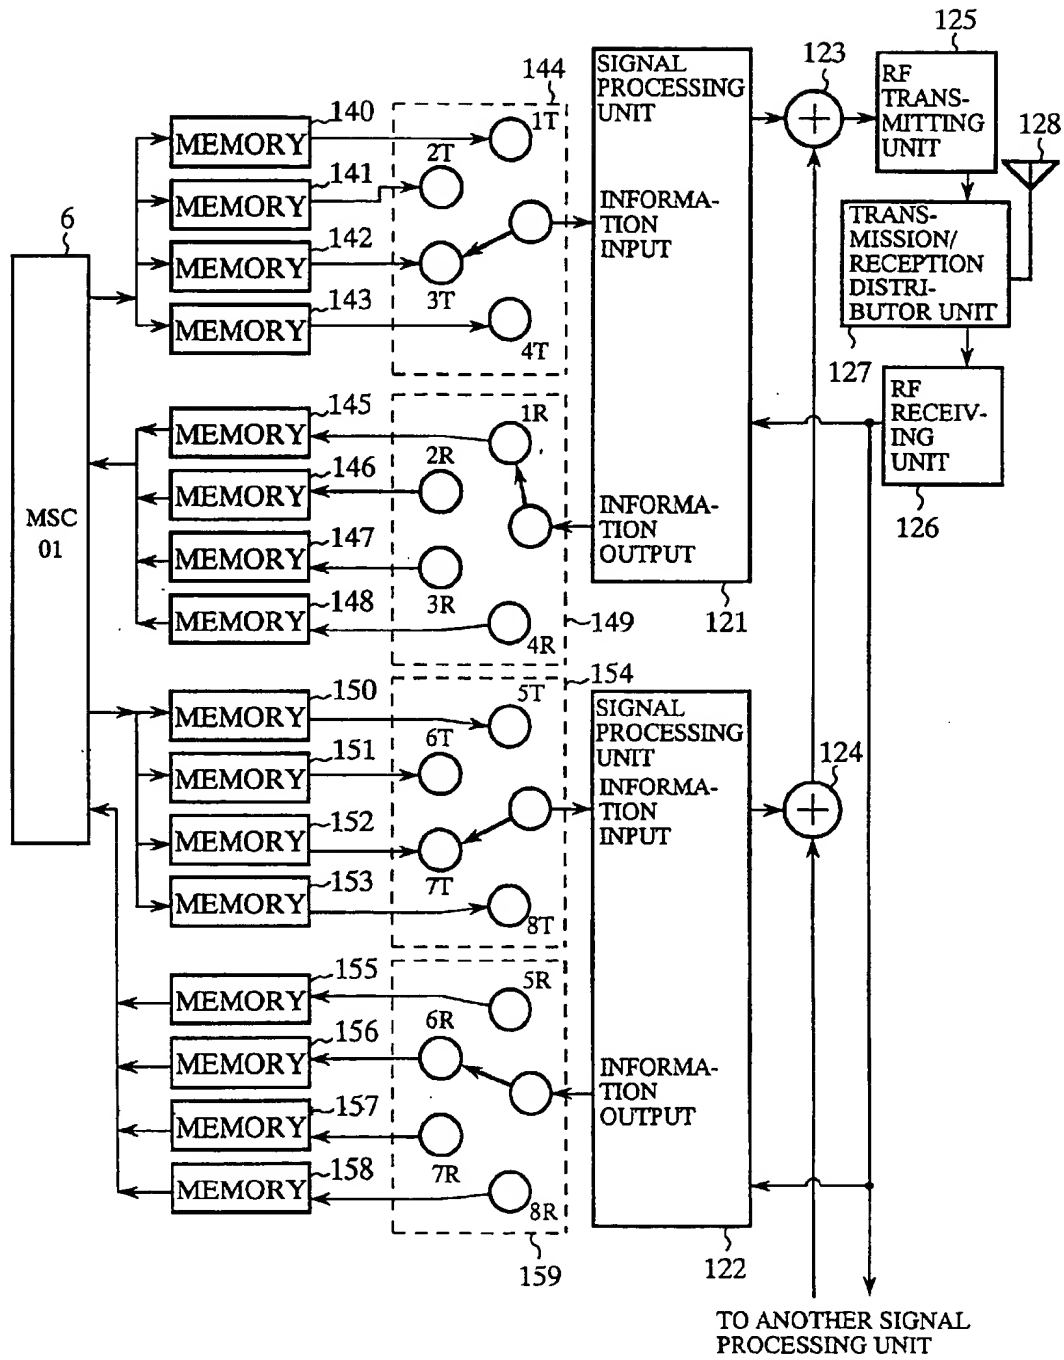 125
123
SIGNAL
PROCESSING
UNIT
RF
TRANS-
MITTING
UNIT
144
128
140
MEMORY
1T
2T
141
MEMORY
INFORMA-
TION
INPUT
TRANS-
MISSION/
RECEPTION
DISTRI-
BUTOR UNIT
6
142
MEMORY
3T
143
MEMORY
4T
127
RF
RECEIV-
ING
UNIT
145
MEMORY
1R
2R
146
MEMORY
MSC
01
INFORMA-
TION
OUTPUT
126
147
MEMORY
3R
148
MEMORY
4R
149
121
154
150
MEMORY
5T
SIGNAL
PROCESSING
UNIT
6T
151
MEMORY
INFORMA-
TION
INPUT
124
152
MEMORY
7T
153
MEMORY
8T
155
MEMORY
5R
6R
156
MEMORY
INFORMA-
TION
OUTPUT
157
MEMORY
7R
158
MEMORY
8R
159
122
TO ANOTHER SIGNAL
PROCESSING UNIT